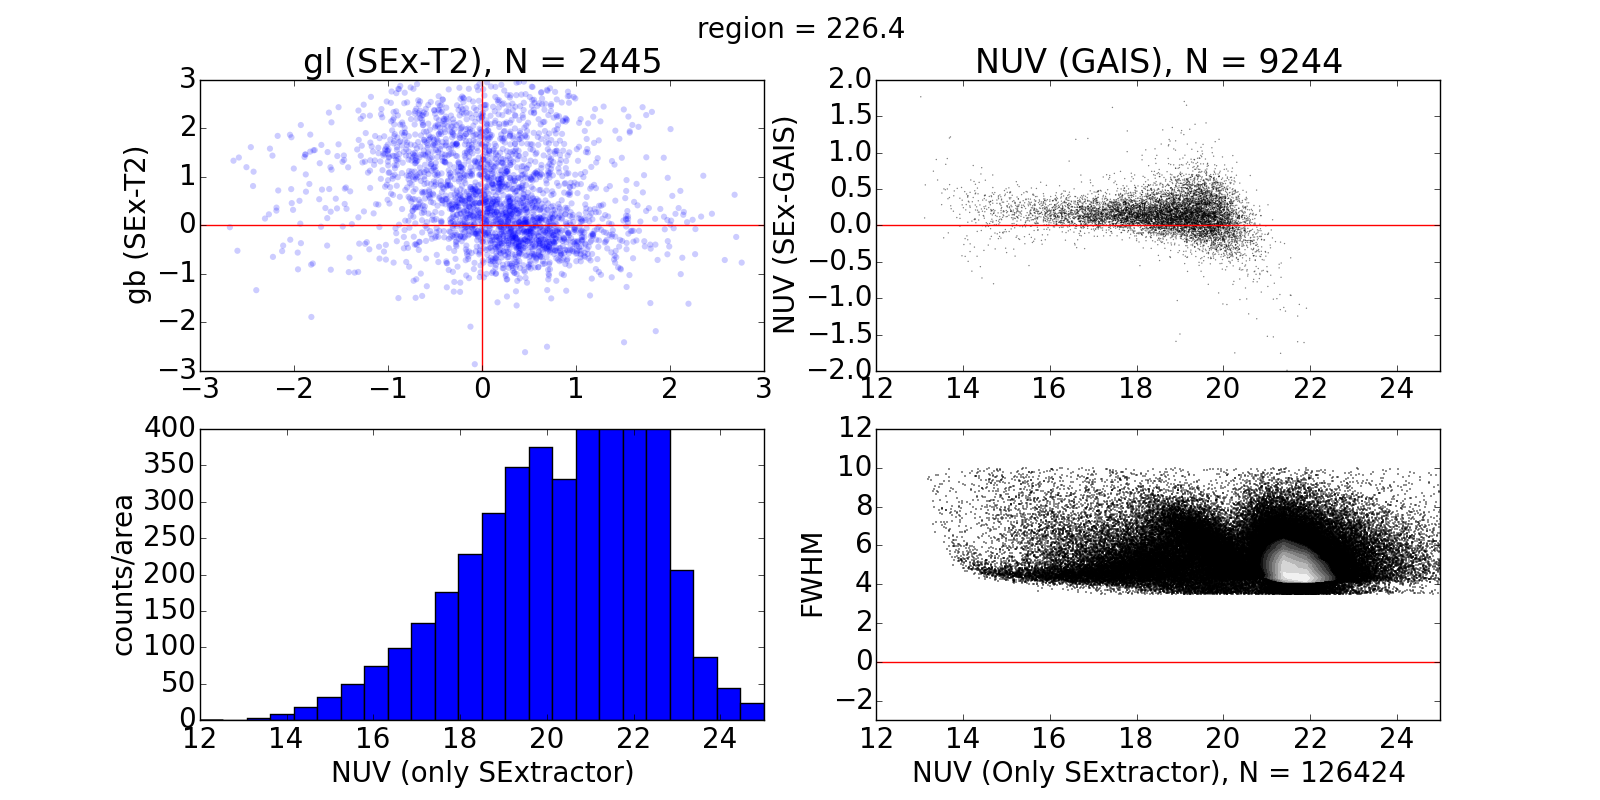 region = 226.4
gl (SEx-T2), N = 2445
gb (SEx-T2)
3
2
1
0
−1
−2
−3
−3 −2 −1 0 1 2 3
NUV (GAIS), N = 9244
NUV (SEx-GAIS)
2.0
1.5
1.0
0.5
0.0
−0.5
−1.0
−1.5
−2.0
12 14 16 18 20 22 24
counts/area
400
350
300
250
200
150
100
50
0
12 14 16 18 20 22 24
NUV (only SExtractor)
FWHM
12
10
8
6
4
2
0
−2
12 14 16 18 20 22 24
NUV (Only SExtractor), N = 126424